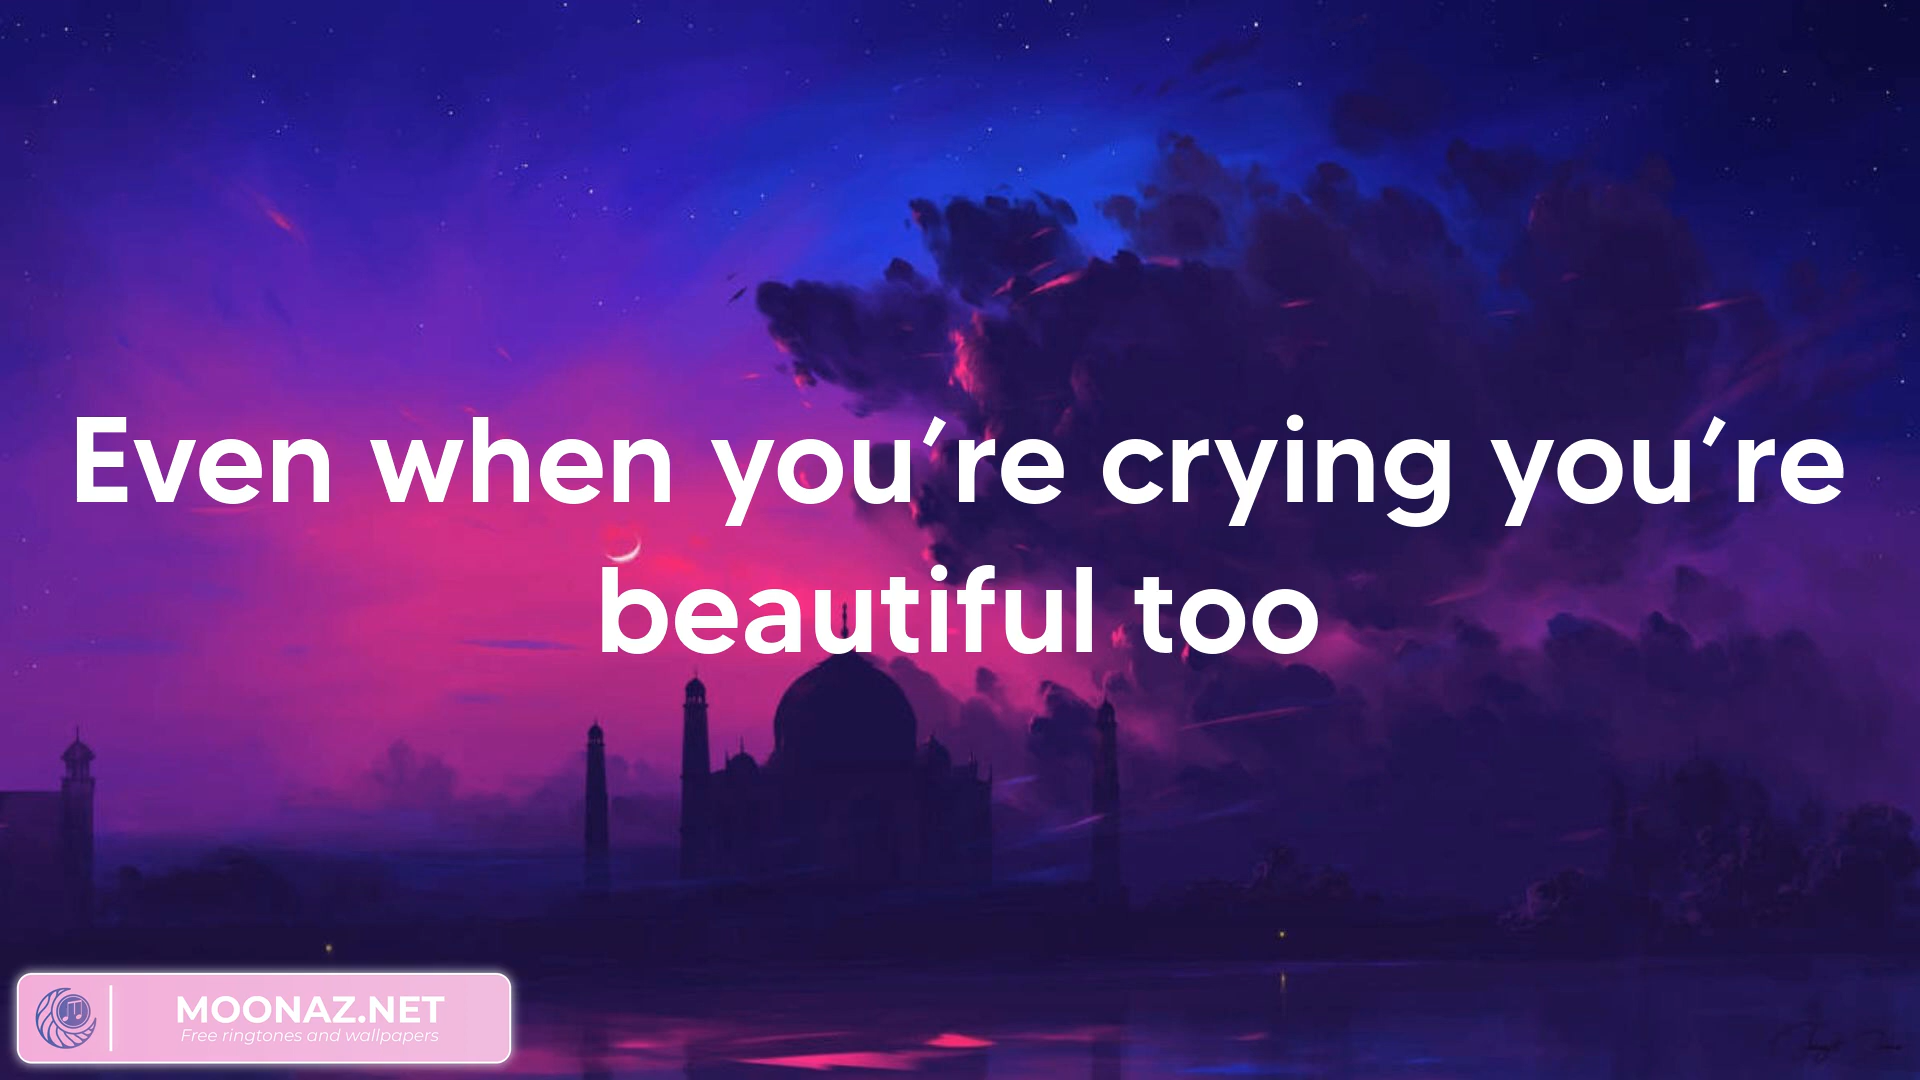 Even when you’re crying you’re
beautiful too
MOONAZ.NET
Free ringtones and wallpapers